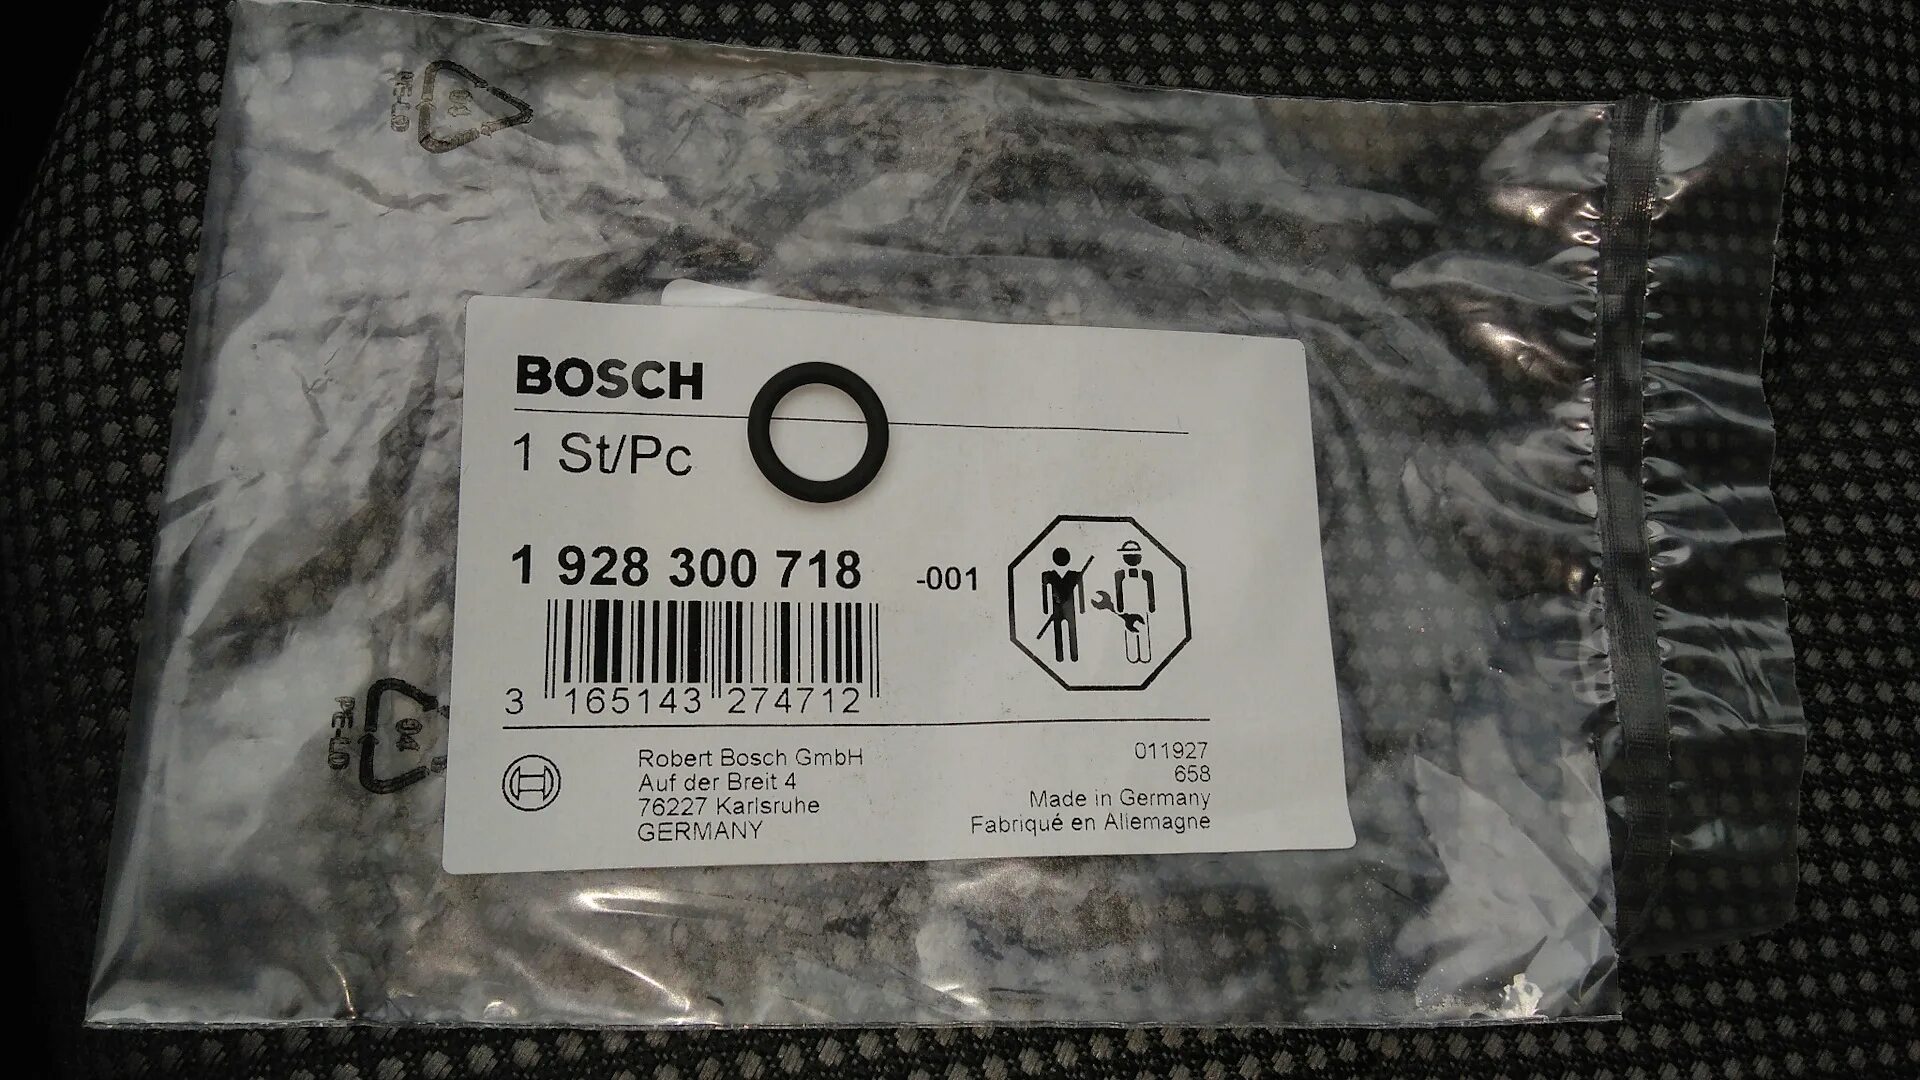 04
PE-LD
BOSCH
1 St/Pc
1 928 300 718 -001
3 165143 274712
04
PE-LD
Robert Bosch GmbH
Auf der Breit 4
76227 Karlsruhe
GERMANY
011927
658
Made in Germany
Fabriqué en Allemagne